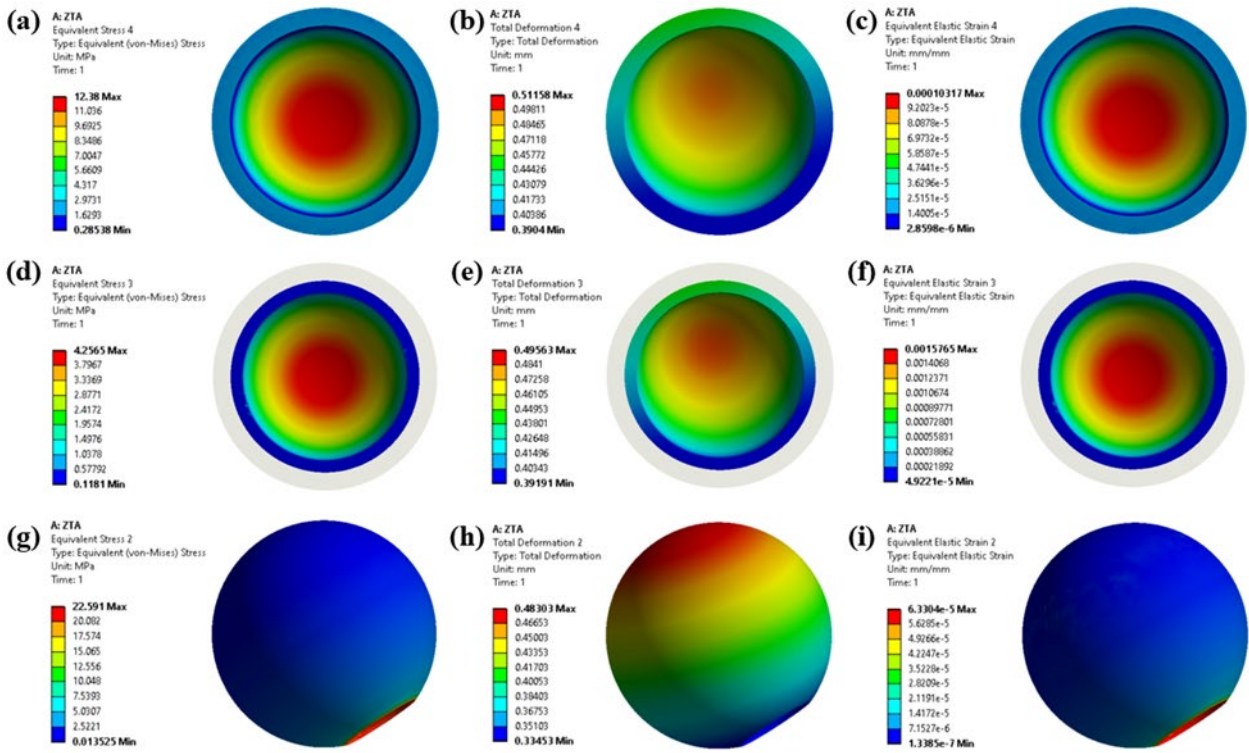 (a)
A: ZTA
Equivalent Stress 4
Type: Equivalent (von-Mises) Stress
Unit: MPa
Time: 1
12.38 Max
11.036
9.6925
8.3486
7.0047
5.6609
4.317
2.9731
1.6293
0.28538 Min
(b)
A: ZTA
Total Deformation 4
Type: Total Deformation
Unit: mm
Time: 1
0.51158 Max
0.49811
0.48465
0.47118
0.45772
0.44426
0.43079
0.41733
0.40386
0.3904 Min
(c)
A: ZTA
Equivalent Elastic Strain 4
Type: Equivalent Elastic Strain
Unit: mm/mm
Time: 1
0.00010317 Max
9.2023e-5
8.0878e-5
6.9732e-5
5.8587e-5
4.7441e-5
3.6296e-5
2.5151e-5
1.4005e-5
2.8598e-6 Min
(d)
A: ZTA
Equivalent Stress 3
Type: Equivalent (von-Mises) Stress
Unit: MPa
Time: 1
4.2565 Max
3.7967
3.3369
2.8771
2.4172
1.9574
1.4976
1.0378
0.57792
0.1181 Min
(e)
A: ZTA
Total Deformation 3
Type: Total Deformation
Unit: mm
Time: 1
0.49563 Max
0.4841
0.47258
0.46105
0.44953
0.43801
0.42648
0.41496
0.40343
0.39191 Min
(f)
A: ZTA
Equivalent Elastic Strain 3
Type: Equivalent Elastic Strain
Unit: mm/mm
Time: 1
0.0015765 Max
0.0014068
0.0012371
0.0010674
0.00089771
0.00072801
0.00055831
0.00038862
0.00021892
4.9221e-5 Min
(g)
A: ZTA
Equivalent Stress 2
Type: Equivalent (von-Mises) Stress
Unit: MPa
Time: 1
22.591 Max
20.082
17.574
15.065
12.556
10.048
7.5393
5.0307
2.5221
0.013525 Min
(h)
A: ZTA
Total Deformation 2
Type: Total Deformation
Unit: mm
Time: 1
0.48303 Max
0.46653
0.45003
0.43353
0.41703
0.40053
0.38403
0.36753
0.35103
0.33453 Min
(i)
A: ZTA
Equivalent Elastic Strain 2
Type: Equivalent Elastic Strain
Unit: mm/mm
Time: 1
6.3304e-5 Max
5.6285e-5
4.9266e-5
4.2247e-5
3.5228e-5
2.8209e-5
2.1191e-5
1.4172e-5
7.1527e-6
1.3385e-7 Min